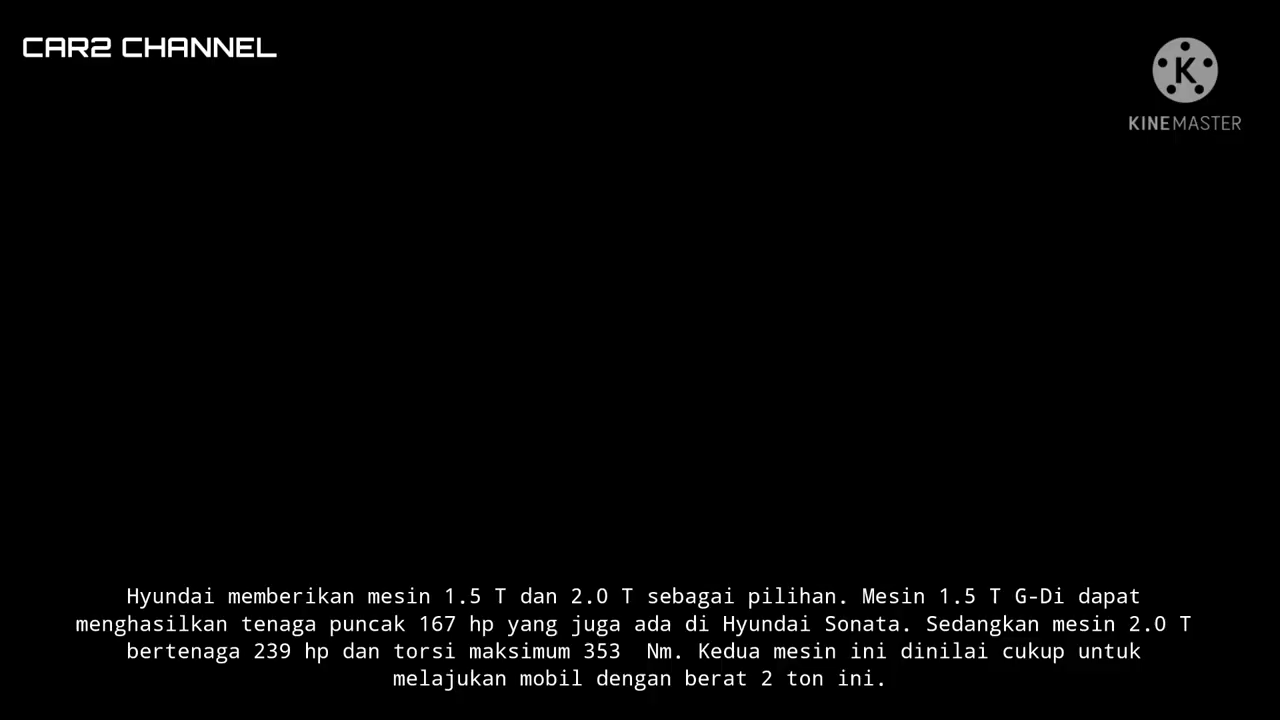 CAR2 CHANNEL
K
KINEMASTER
Hyundai memberikan mesin 1.5 T dan 2.0 T sebagai pilihan. Mesin 1.5 T G-Di dapat
menghasilkan tenaga puncak 167 hp yang juga ada di Hyundai Sonata. Sedangkan mesin 2.0 T
bertenaga 239 hp dan torsi maksimum 353  Nm. Kedua mesin ini dinilai cukup untuk
melajukan mobil dengan berat 2 ton ini.